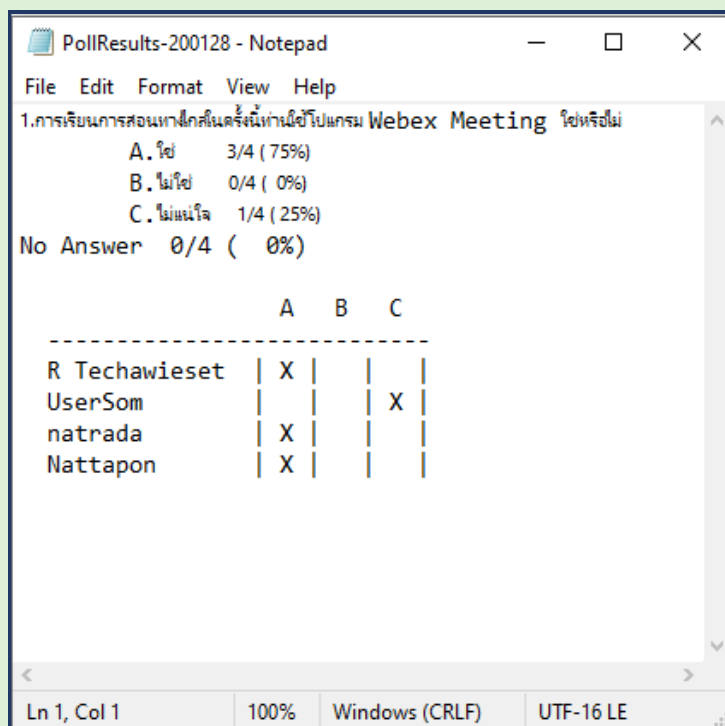 PollResults-200128 - Notepad
File Edit Format View Help
1.การเรียนการสอนทางไกลในครั้งนี้ท่านใช้โปแกรม Webex Meeting ใช่หรือไม่
A.ใช่ 3/4 ( 75%)
B.ไม่ใช่ 0/4 ( 0%)
C.ไม่แน่ใจ 1/4 ( 25%)
No Answer 0/4 ( 0%)
A B C
----------------------------
R Techawieset | X | | |
UserSom | | | X |
natrada | X | | |
Nattapon | X | | |
Ln 1, Col 1 100% Windows (CRLF) UTF-16 LE